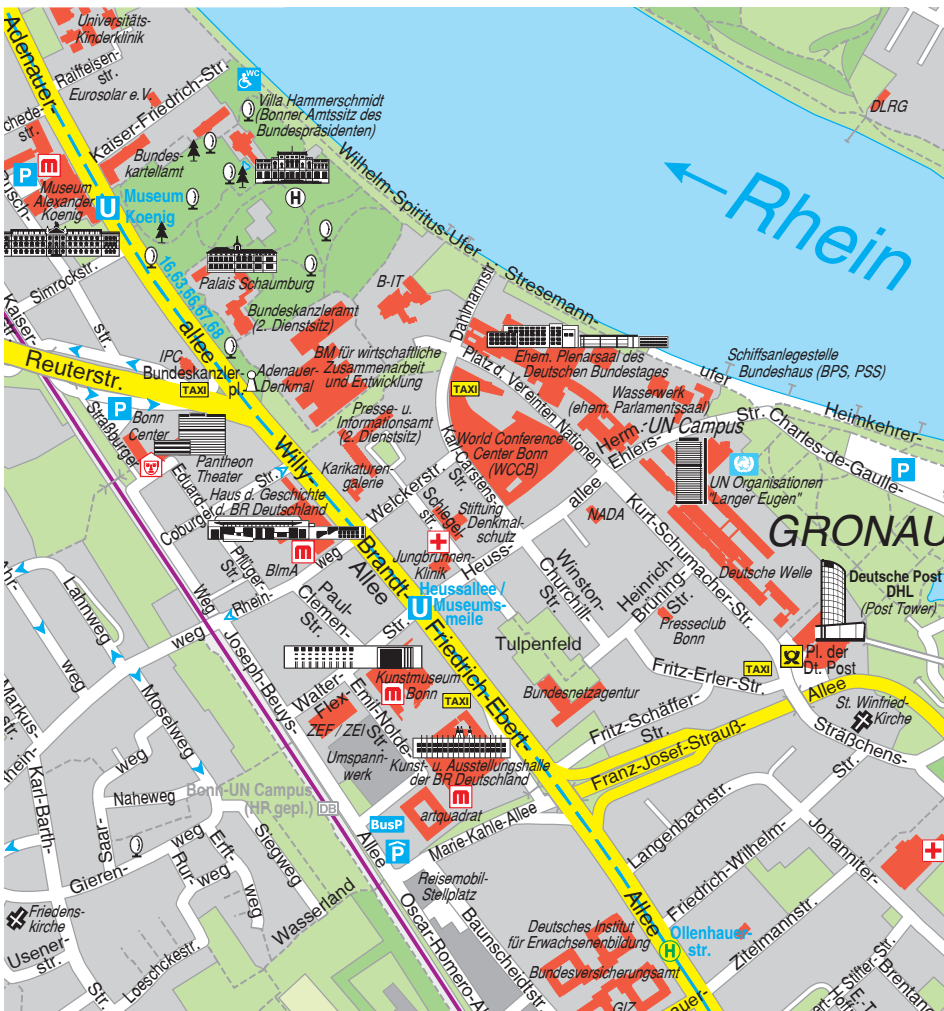 Universitäts-
Kinderklinik
Adenauer-
allee
Raiffeisen-
str.
Eurosolar e.V.
Kaiser-Friedrich-Str.
WC
Villa Hammerschmidt
(Bonner Amtssitz des
Bundespräsidenten)
DLRG
chede-
str.
Bundes-
kartellamt
Wilhelm-Spiritus-Ufer
Rhein
P
m
Museum
Alexander
Koenig
U
Museum
Koenig
H
Simrockstr.
Kaiser-
str.
16,63,66,67,68
Palais Schaumburg
B-IT
Dahlmannstr.
Stresemann-
ufer
Bundeskanzleramt
(2. Dienstsitz)
Reuterstr.
IPC
Bundeskanzler-
pl.
TAXI
Adenauer-
Denkmal
BM für wirtschaftliche
Zusammenarbeit
und Entwicklung
Ehem. Plenarsaal des
Deutschen Bundestages
Schiffsanlegestelle
Bundeshaus (BPS, PSS)
Platz d. Vereinten Nationen
Wasserwerk
(ehem. Parlamentssaal)
TAXI
P
Straßburger
Bonn
Center
Presse- u.
Informationsamt
(2. Dienstsitz)
World Conference
Center Bonn
(WCCB)
Herm.-
Ehlers-
Str.
UN Campus
Charles-de-Gaulle-
Heimkehrer-
P
Pantheon
Theater
Eduard-
Pflüger-
Str.
Willy-
Brandt-
Allee
Karikaturen-
galerie
Karl-
Carstens-
Str.
UN Organisationen
"Langer Eugen"
Haus d. Geschichte
d. BR Deutschland
Coburger
Str.
Weg
Welckerstr.
Schlegel-
str.
Stiftung
Denkmal-
schutz
NADA
Kurt-Schumacher-Str.
GRONAU
BImA
m
Jungbrunnen-
Klinik
Heuss-
allee
Deutsche Welle
Deutsche Post
DHL
(Post Tower)
Rhein-
weg
weg
Paul-
Clemen-
Str.
U
Heussallee /
Museums-
meile
Winston-
Churchill-
Str.
Heinrich-
Brüning-
Str.
Presseclub
Bonn
Lahnweg
weg
Tulpenfeld
Pl. der
Dt. Post
Joseph-Beuys-
Allee
Kunstmuseum
Bonn
m
TAXI
Friedrich-Ebert-
Allee
Bundesnetzagentur
Fritz-Erler-Str.
TAXI
Walter-
Flex-
Str.
Emil-Nolde-
Str.
Fritz-Schäffer-
Str.
Franz-Josef-Strauß-
Allee
St. Winfried-
Kirche
Sträßchens-
Markus-
str.
Moselweg
ZEF / ZEI
Umspann-
werk
Kunst- u. Ausstellungshalle
der BR Deutschland
m
artquadrat
weg
Naheweg
Saar-
Karl-Barth-
Str.
Bonn-UN Campus
(HP gepl.)
DB
BusP
P
Marie-Kahle-Allee
Langenbachstr.
Friedrich-Wilhelm-
Str.
Johanniter-
Gieren-
weg
Rur-
weg
Erft-
weg
Siegweg
Wasserland
Reisemobil-
Stellplatz
Friedens-
kirche
Usener-
str.
Loeschckestr.
Oscar-Romero-A
Baunscheidtstr.
Deutsches Institut
für Erwachsenenbildung
Bundesversicherungsamt
GIZ
H
Ollenhauer-
str.
Zitelmannstr.
Brentano-